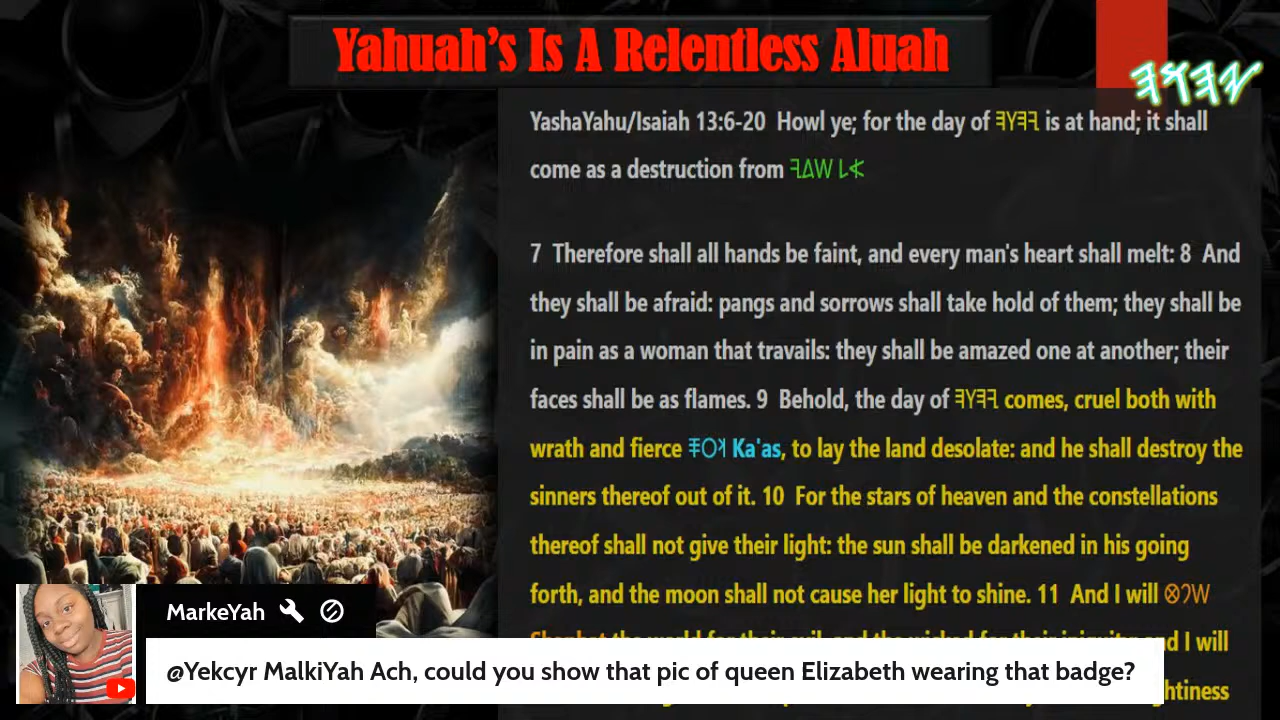 Yahuah's Is A Relentless Aluah
𐤉𐤄𐤅𐤄
YashaYahu/Isaiah 13:6-20 Howl ye; for the day of 𐤉𐤄𐤅𐤄 is at hand; it shall
come as a destruction from 𐤀𐤋 𐤔𐤃𐤉
7 Therefore shall all hands be faint, and every man's heart shall melt: 8 And
they shall be afraid: pangs and sorrows shall take hold of them; they shall be
in pain as a woman that travails: they shall be amazed one at another; their
faces shall be as flames. 9 Behold, the day of 𐤉𐤄𐤅𐤄 comes, cruel both with
wrath and fierce 𐤊𐤏𐤎 Ka'as, to lay the land desolate: and he shall destroy the
sinners thereof out of it. 10 For the stars of heaven and the constellations
thereof shall not give their light: the sun shall be darkened in his going
forth, and the moon shall not cause her light to shine. 11 And I will 𐤔𐤐𐤈
I will
MarkeYah
@Yekcyr MalkiYah Ach, could you show that pic of queen Elizabeth wearing that badge?